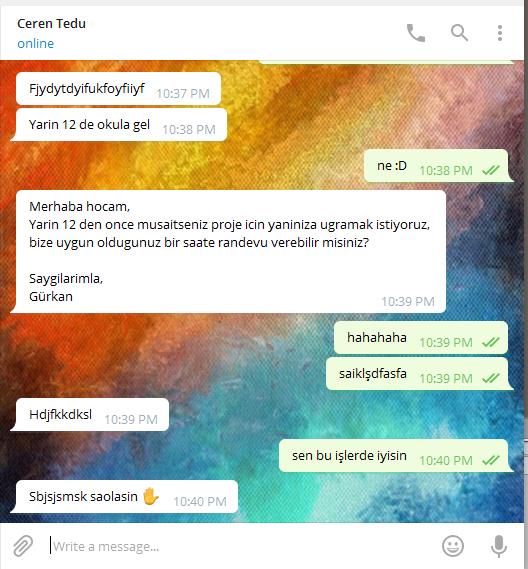 Ceren Tedu
online
Fjydytdyifukfoyfiiyf 10:37 PM
Yarin 12 de okula gel 10:38 PM
ne :D 10:38 PM
Merhaba hocam,
Yarin 12 den once musaitseniz proje icin yaniniza ugramak istiyoruz,
bize uygun oldugunuz bir saate randevu verebilir misiniz?
Saygilarimla,
Gürkan 10:39 PM
hahahaha 10:39 PM
saiklşdfasfa 10:39 PM
Hdjfkkdksl 10:39 PM
sen bu işlerde iyisin 10:40 PM
Sbjsjsmsk saolasin ✋ 10:40 PM
Write a message...